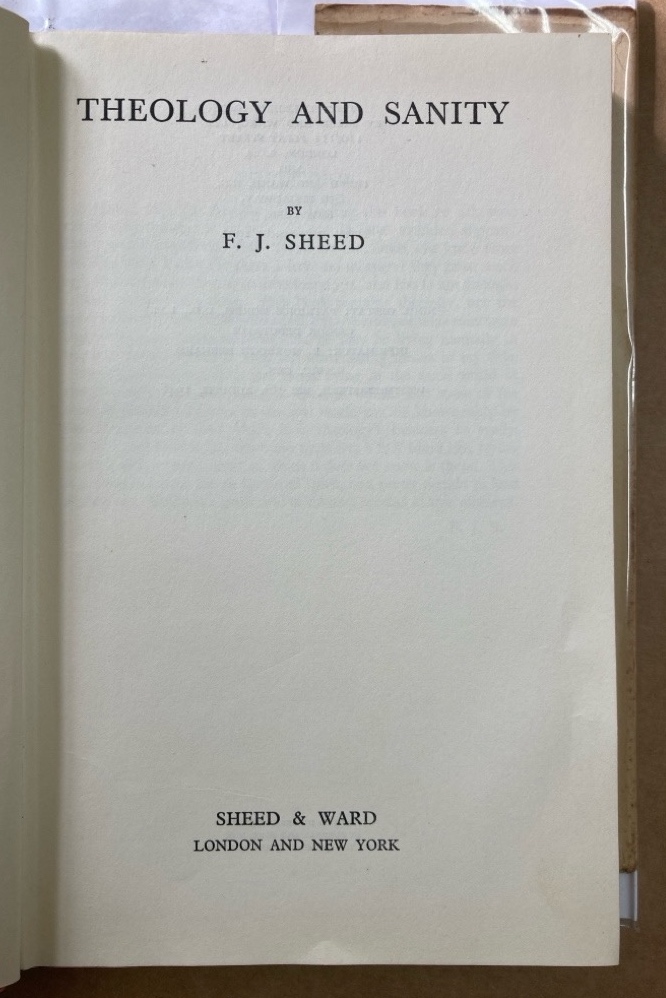 THEOLOGY AND SANITY
BY
F. J. SHEED
SHEED & WARD
LONDON AND NEW YORK